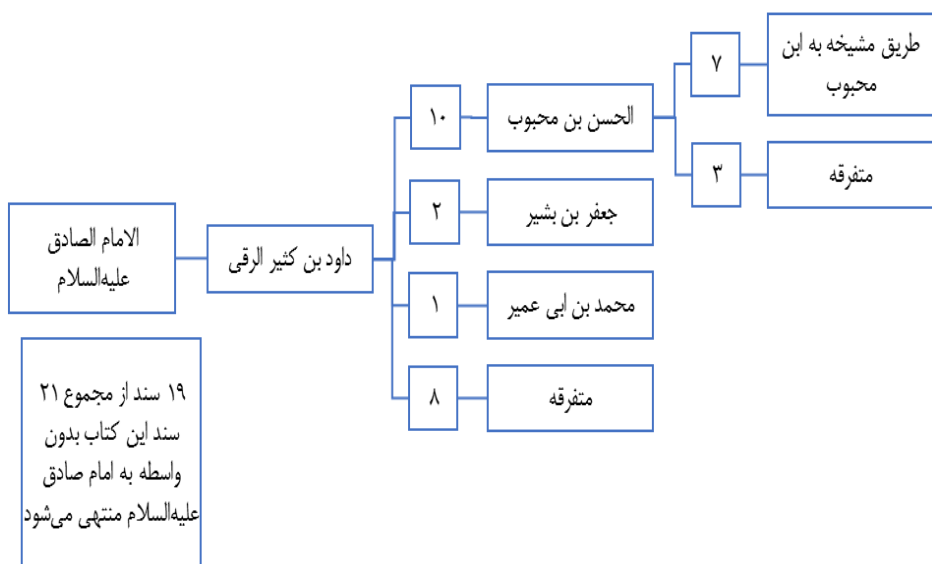 طریق مشیخه به ابن
محبوب
۷
الحسن بن محبوب
۱۰
متفرقه
۳
جعفر بن بشیر
۲
الامام الصادق
علیه‌السلام
داود بن کثیر الرقی
محمد بن ابی عمیر
۱
متفرقه
۸
۱۹ سند از مجموع ۲۱
سند این کتاب بدون
واسطه به امام صادق
علیه‌السلام منتهی می‌شود